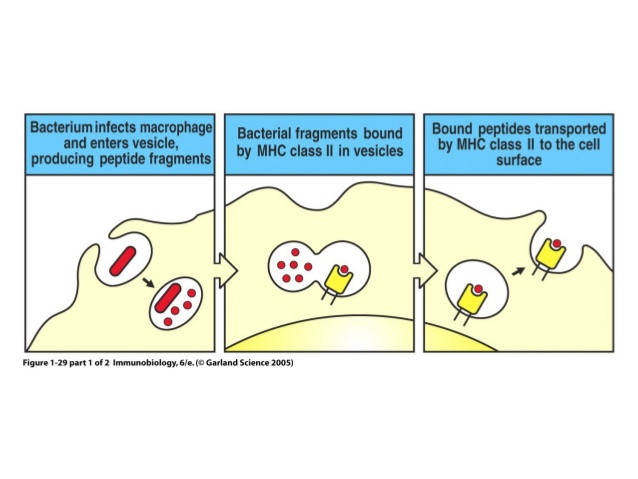 Bacterium infects macrophage
and enters vesicle,
producing peptide fragments
Bacterial fragments bound
by MHC class II in vesicles
Bound peptides transported
by MHC class II to the cell
surface
Figure 1-29 part 1 of 2 Immunobiology, 6/e. (© Garland Science 2005)